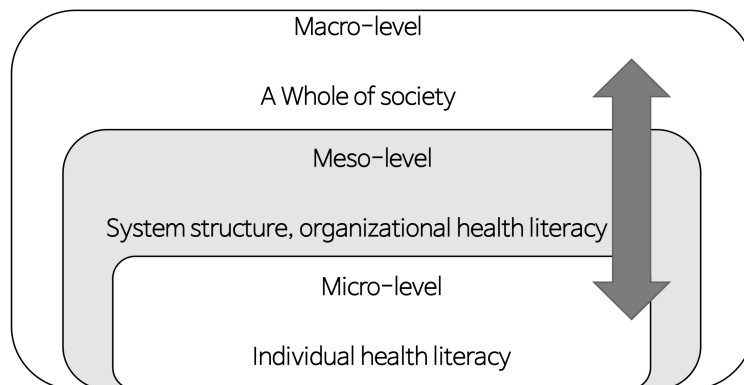 Macro-level
A Whole of society
Meso-level
System structure, organizational health literacy
Micro-level
Individual health literacy